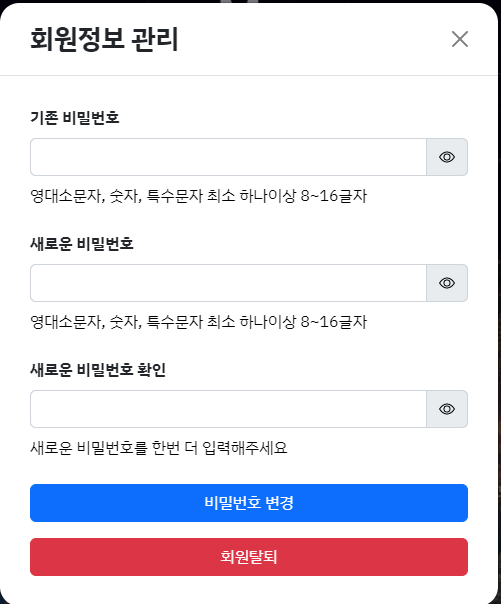 회원정보 관리
기존 비밀번호
영대소문자, 숫자, 특수문자 최소 하나이상 8~16글자
새로운 비밀번호
영대소문자, 숫자, 특수문자 최소 하나이상 8~16글자
새로운 비밀번호 확인
새로운 비밀번호를 한번 더 입력해주세요
비밀번호 변경
회원탈퇴